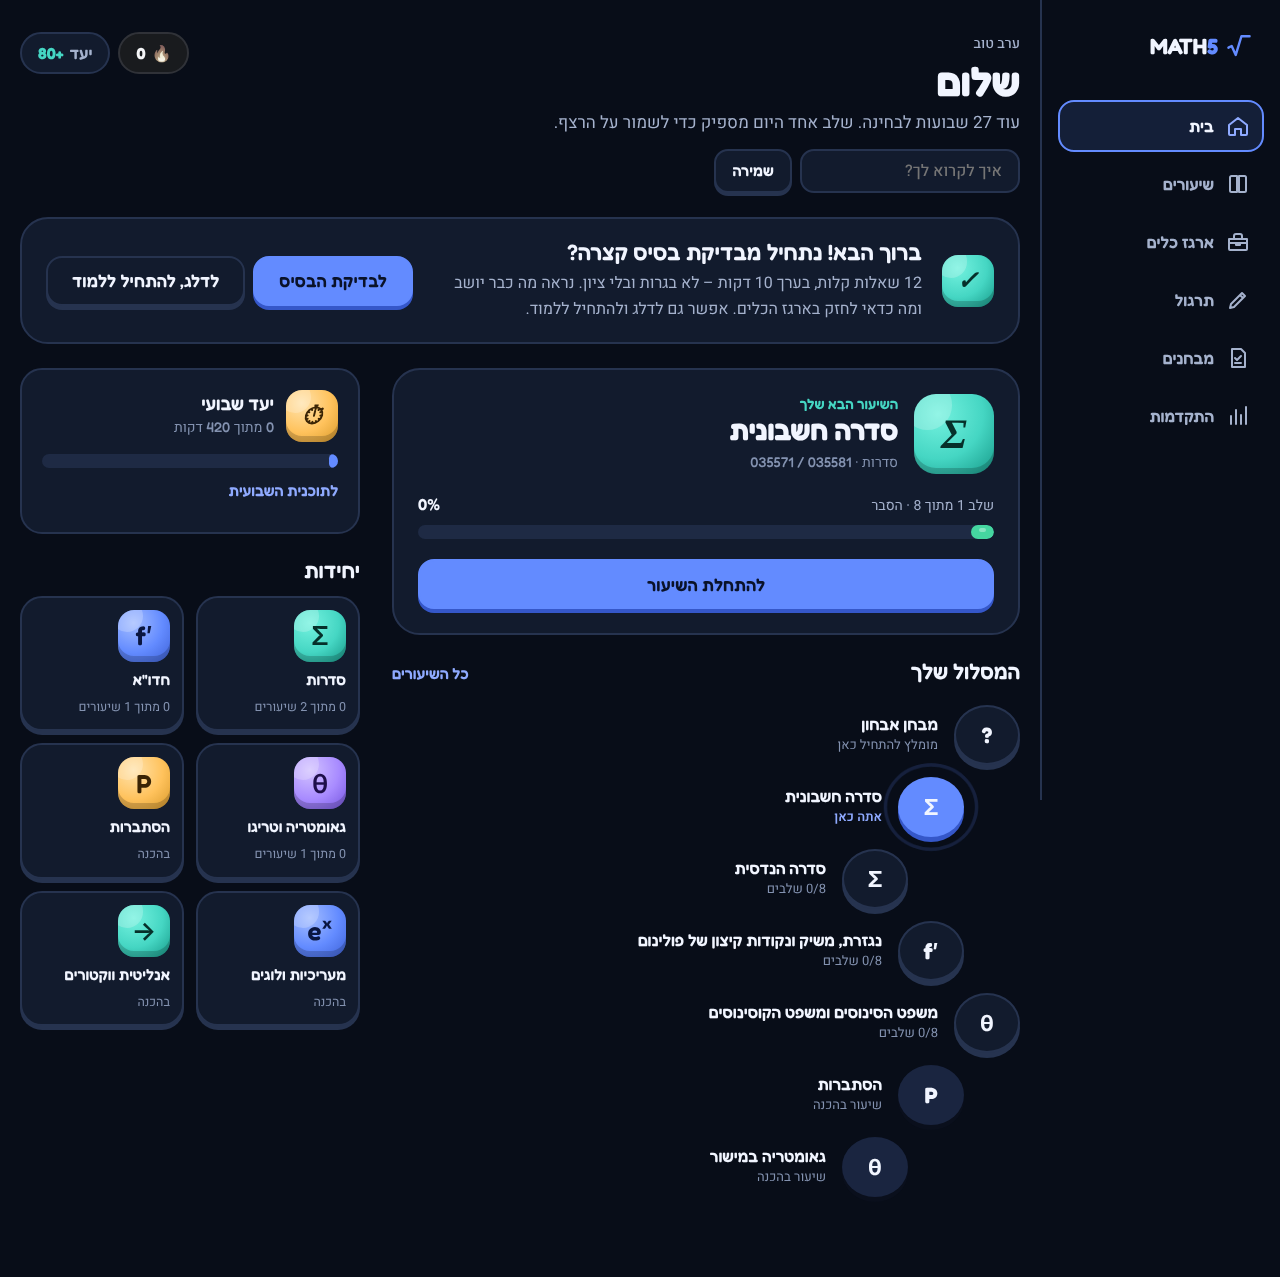 MATH5
בית
שיעורים
ארגז כלים
תרגול
מבחנים
התקדמות
ערב טוב
שלום
עוד 27 שבועות לבחינה. שלב אחד היום מספיק כדי לשמור על הרצף.
🔥 0
יעד +80
איך לקרוא לך?
שמירה
✓
ברוך הבא! נתחיל מבדיקת בסיס קצרה?
12 שאלות קלות, בערך 10 דקות – לא בגרות ובלי ציון. נראה מה כבר יושב
ומה כדאי לחזק בארגז הכלים. אפשר גם לדלג ולהתחיל ללמוד.
לבדיקת הבסיס
לדלג, להתחיל ללמוד
Σ
השיעור הבא שלך
סדרה חשבונית
סדרות · 035581 / 035571
שלב 1 מתוך 8 · הסבר
0%
להתחלת השיעור
המסלול שלך
כל השיעורים
?
מבחן אבחון
מומלץ להתחיל כאן
Σ
סדרה חשבונית
אתה כאן
Σ
סדרה הנדסית
0/8 שלבים
f′
נגזרת, משיק ונקודות קיצון של פולינום
0/8 שלבים
θ
משפט הסינוסים ומשפט הקוסינוסים
0/8 שלבים
P
הסתברות
שיעור בהכנה
θ
גאומטריה במישור
שיעור בהכנה
⏱
יעד שבועי
0 מתוך 420 דקות
לתוכנית השבועית
יחידות
Σ
סדרות
0 מתוך 2 שיעורים
f′
חדו"א
0 מתוך 1 שיעורים
θ
גאומטריה וטריגו
0 מתוך 1 שיעורים
P
הסתברות
בהכנה
eˣ
מעריכיות ולוגים
בהכנה
→
אנליטית ווקטורים
בהכנה